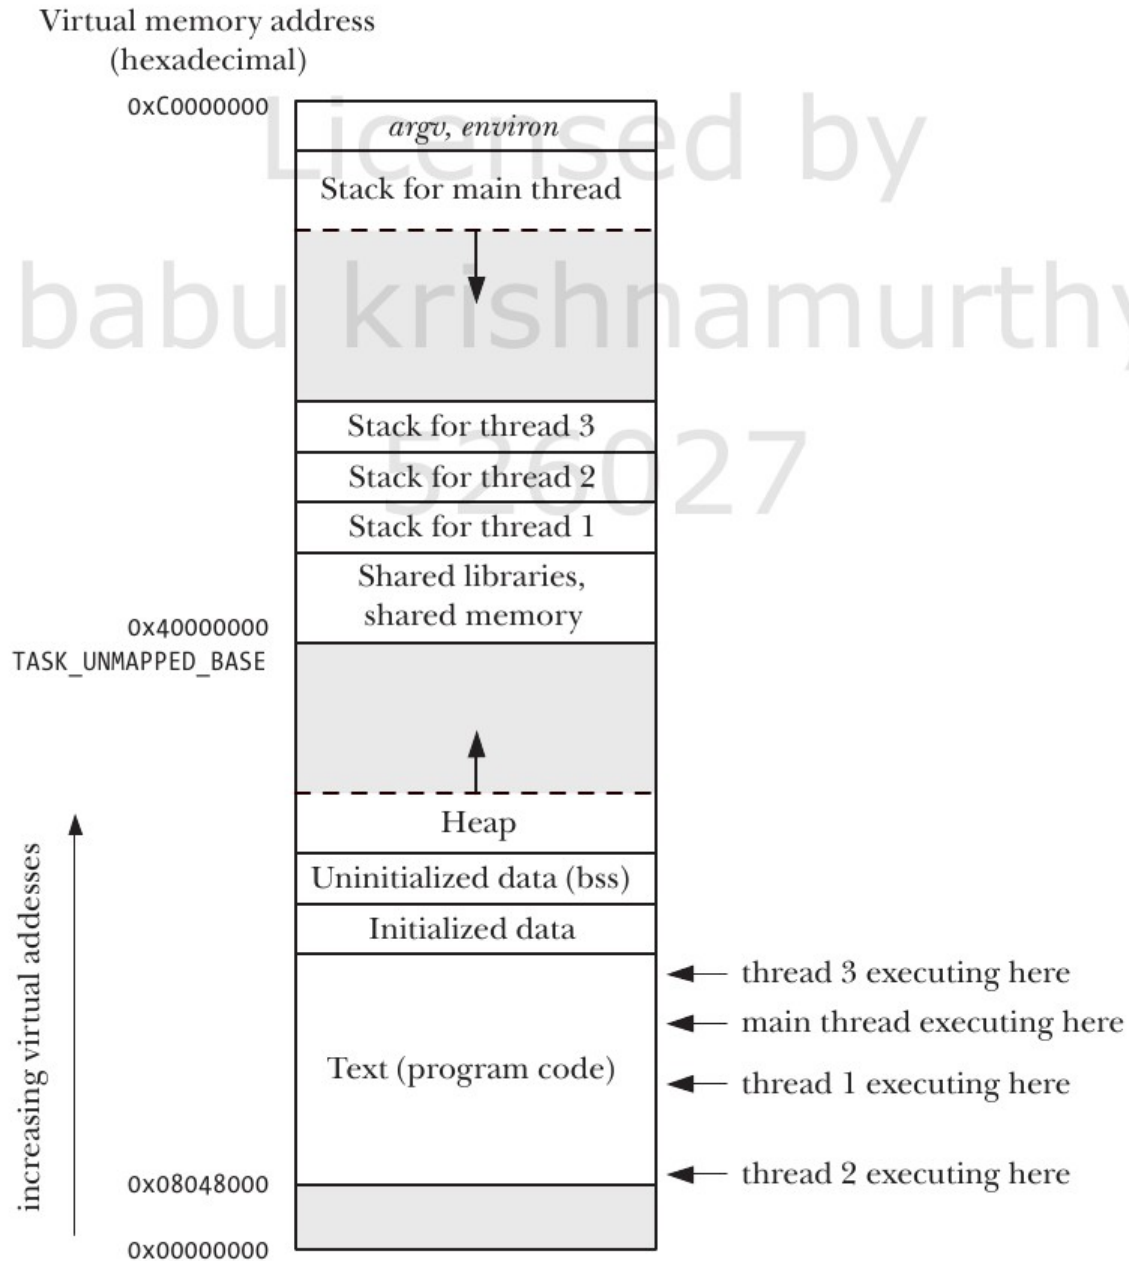 Virtual memory address
(hexadecimal)
0xC0000000
argv, environ
Licensed by
Stack for main thread
babu krishnamurthy
Stack for thread 3
526027
Stack for thread 2
Stack for thread 1
Shared libraries,
shared memory
0x40000000
TASK_UNMAPPED_BASE
Heap
Uninitialized data (bss)
Initialized data
increasing virtual addesses
thread 3 executing here
main thread executing here
Text (program code)
thread 1 executing here
thread 2 executing here
0x08048000
0x00000000